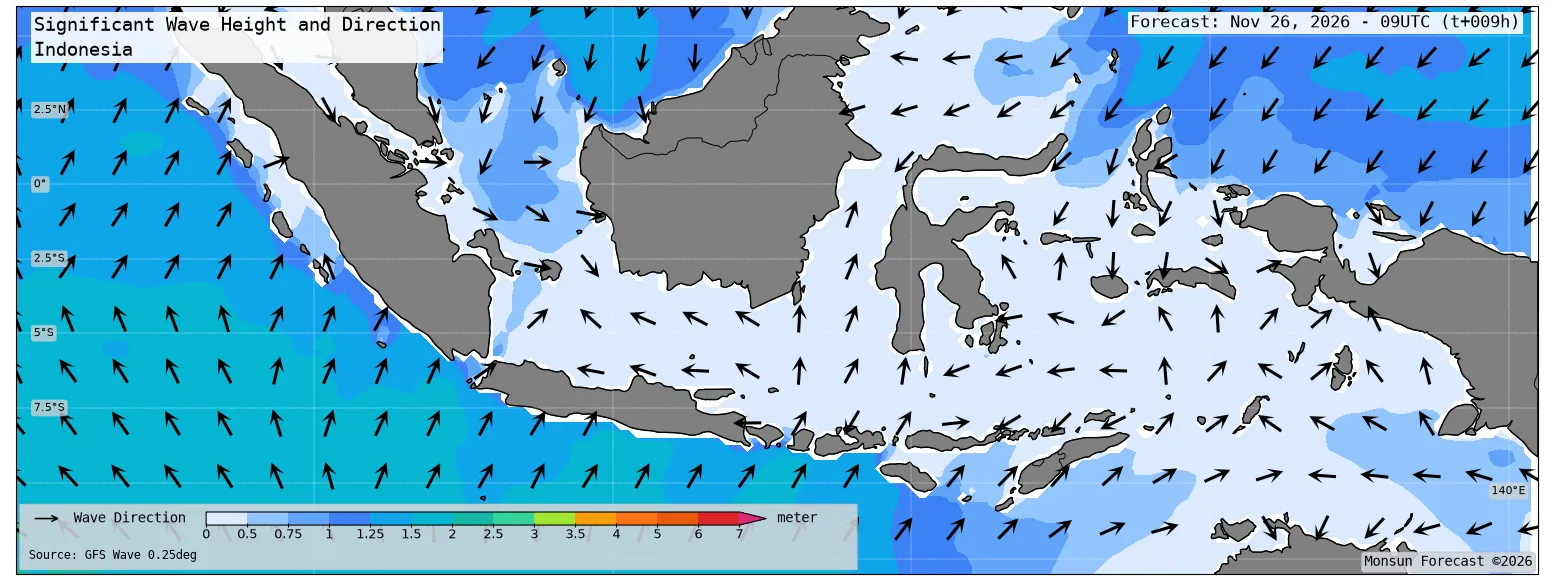 Significant Wave Height and Direction
Indonesia
Forecast: Nov 26, 2026 - 09UTC (t+009h)
2.5°N
0°
2.5°S
5°S
7.5°S
140°E
Wave Direction
meter
0 0.5 0.75 1 1.25 1.5 2 2.5 3 3.5 4 5 6 7
Source: GFS Wave 0.25deg
Monsun Forecast ©2026